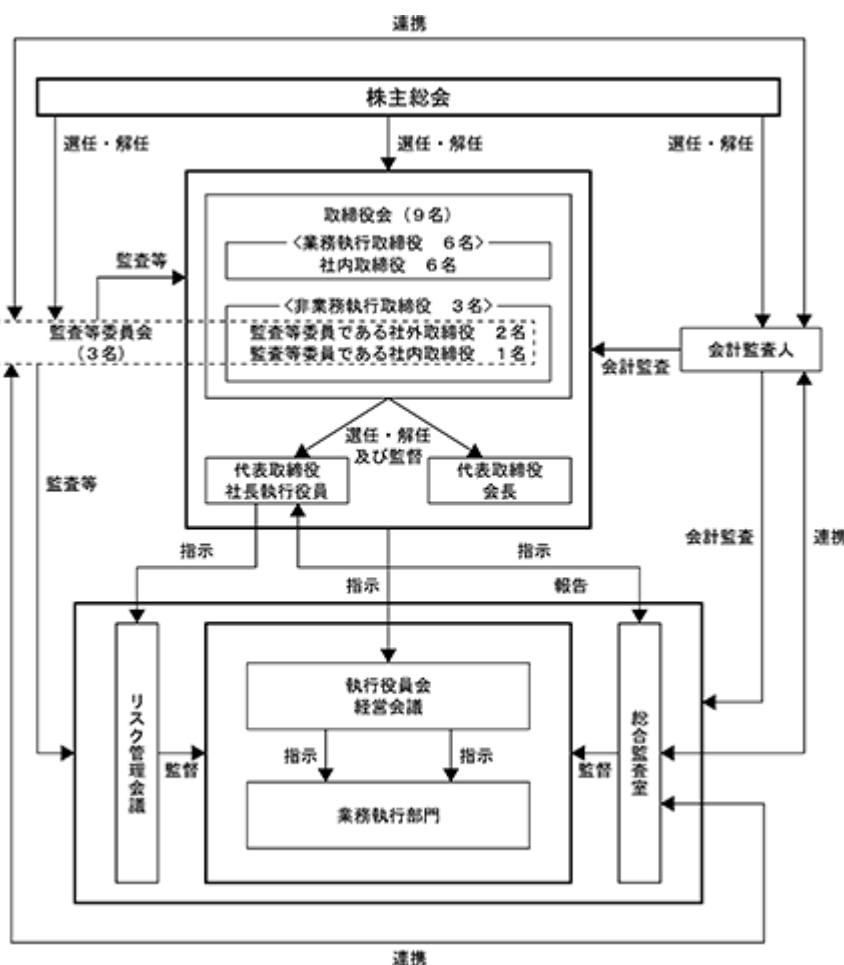 連携
株主総会
選任・解任
選任・解任
選任・解任
取締役会（９名）
＜業務執行取締役　６名＞
社内取締役　６名
監査等
＜非業務執行取締役　３名＞
監査等委員会
（３名）
監査等委員である社外取締役　２名
監査等委員である社内取締役　１名
会計監査人
会計監査
選任・解任
及び監督
代表取締役
社長執行役員
代表取締役
会長
監査等
会計監査
連携
指示
指示
指示
報告
執行役員会
経営会議
リスク管理会議
総合監査室
指示
指示
監督
監督
業務執行部門
連携